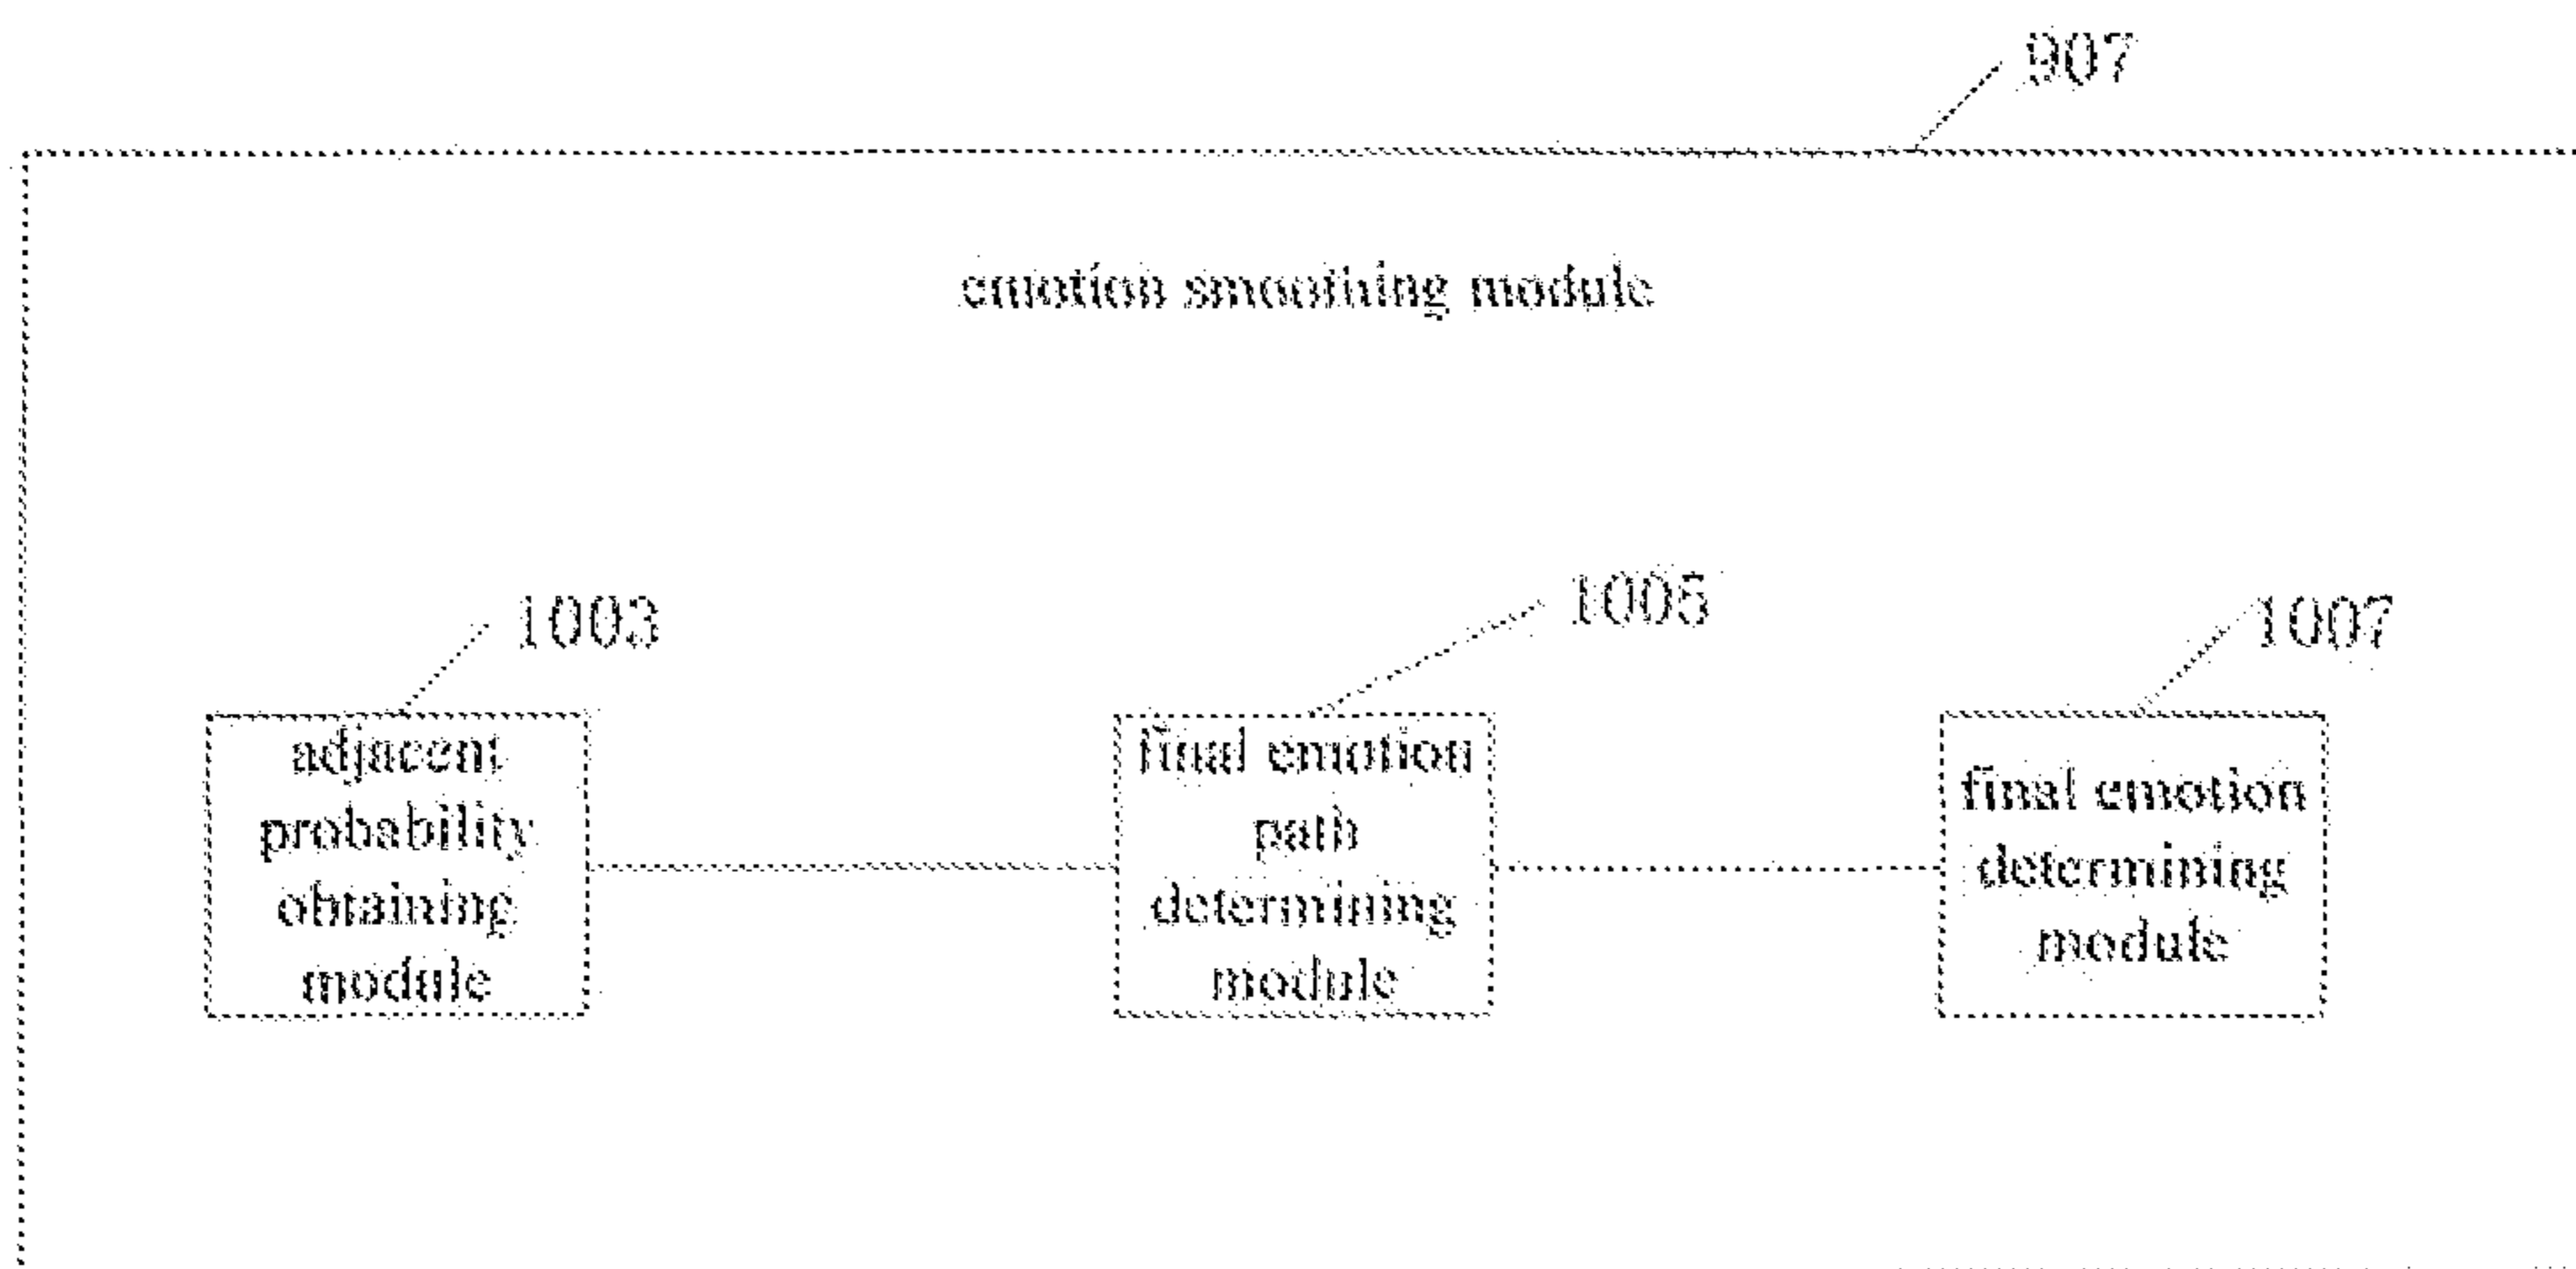 907
emotion smoothing module
1003
1005
1007
adjacent
probability
obtaining
module
final emotion
path
determining
module
final emotion
determining
module